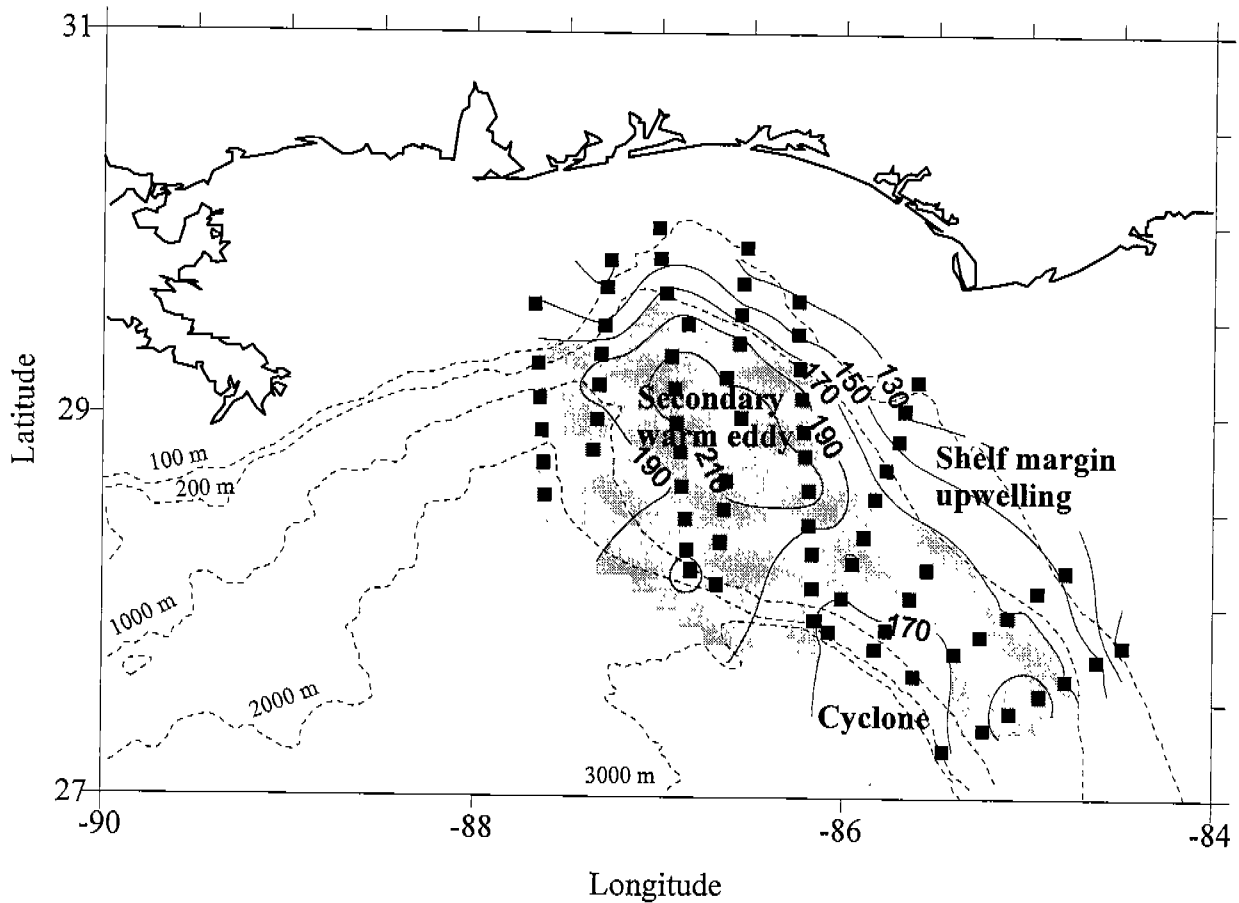 31
170
150
130
Secondary
warm eddy
190
29
Latitude
100 m
200 m
190
210
Shelf margin
upwelling
1000 m
170
2000 m
Cyclone
3000 m
27
-90
-88
-86
-84
Longitude